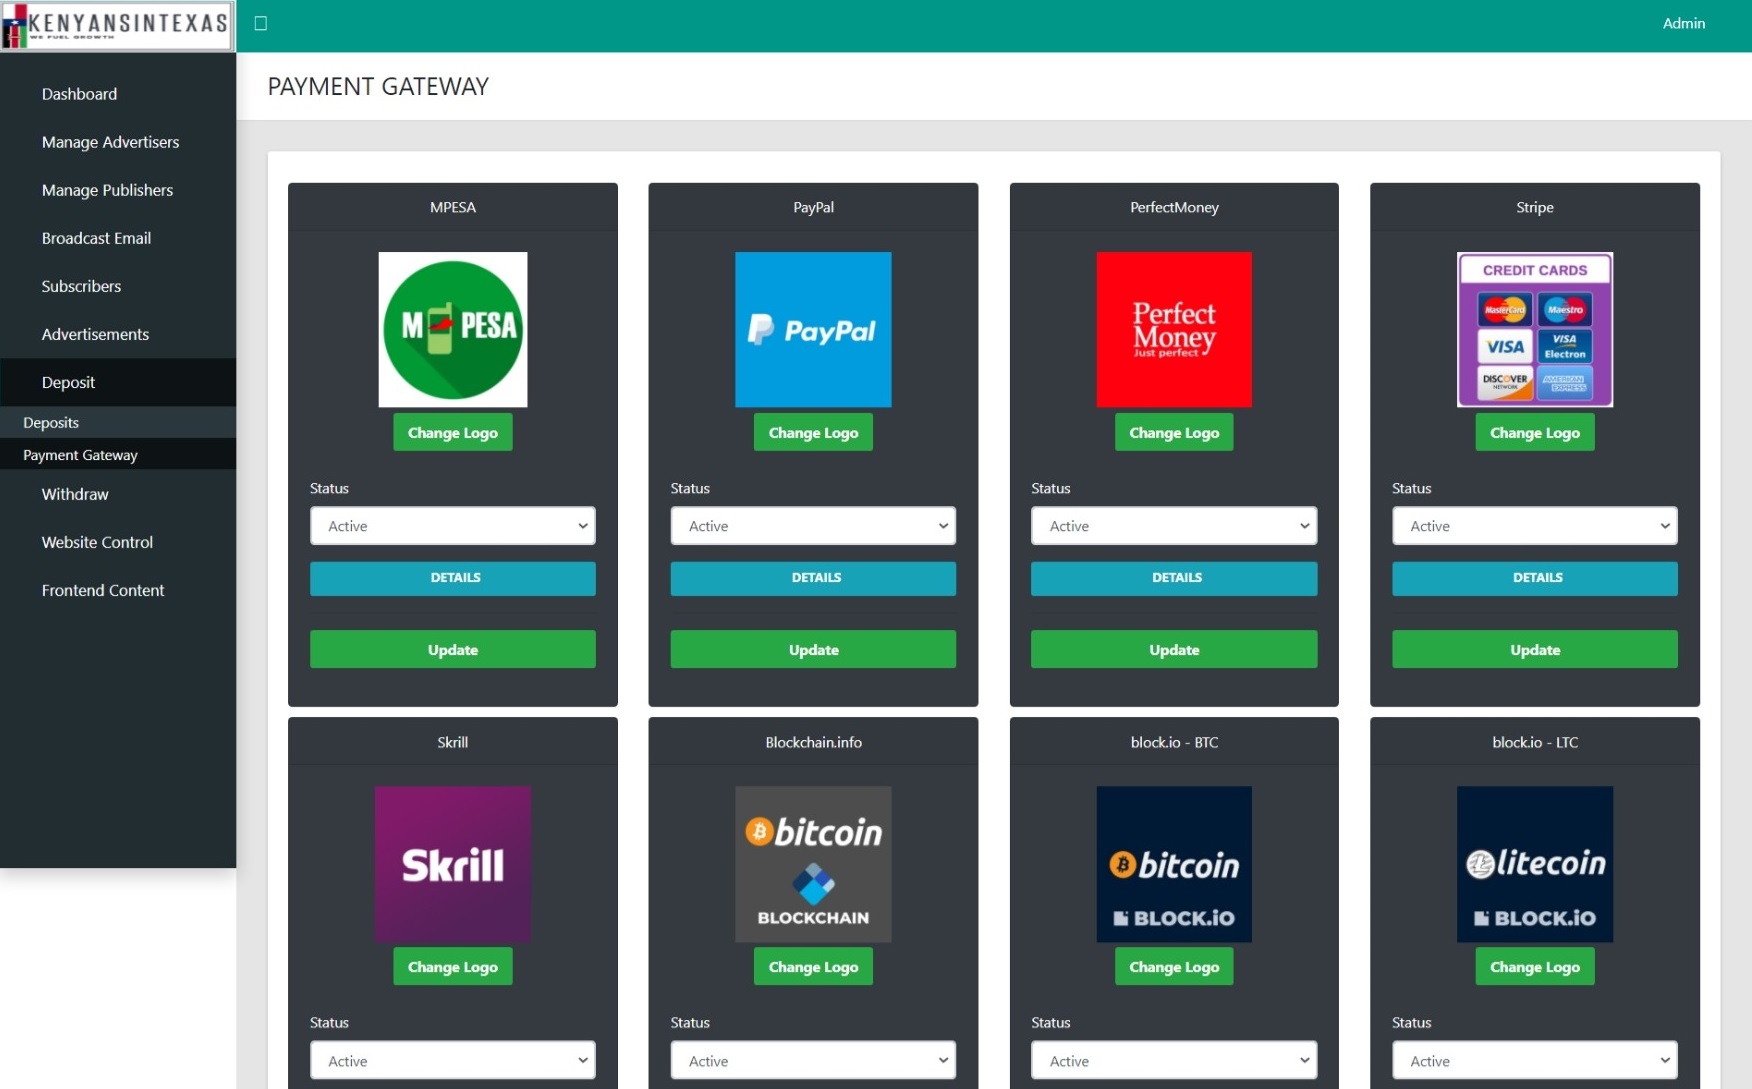 KENYANSINTEXAS
WE FUEL GROWTH
Admin
Dashboard
Manage Advertisers
Manage Publishers
Broadcast Email
Subscribers
Advertisements
Deposit
Deposits
Payment Gateway
Withdraw
Website Control
Frontend Content
PAYMENT GATEWAY
MPESA
PayPal
PerfectMoney
Stripe
M PESA
PayPal
Perfect
Money
Just perfect
CREDIT CARDS
MasterCard
Maestro
VISA
VISA
Electron
DISCOVER
NETWORK
AMERICAN
EXPRESS
Change Logo
Change Logo
Change Logo
Change Logo
Status
Status
Status
Status
Active
Active
Active
Active
DETAILS
DETAILS
DETAILS
DETAILS
Update
Update
Update
Update
Skrill
Blockchain.info
block.io - BTC
block.io - LTC
Skrill
bitcoin
BLOCKCHAIN
bitcoin
BLOCK.iO
litecoin
BLOCK.iO
Change Logo
Change Logo
Change Logo
Change Logo
Status
Status
Status
Status
Active
Active
Active
Active